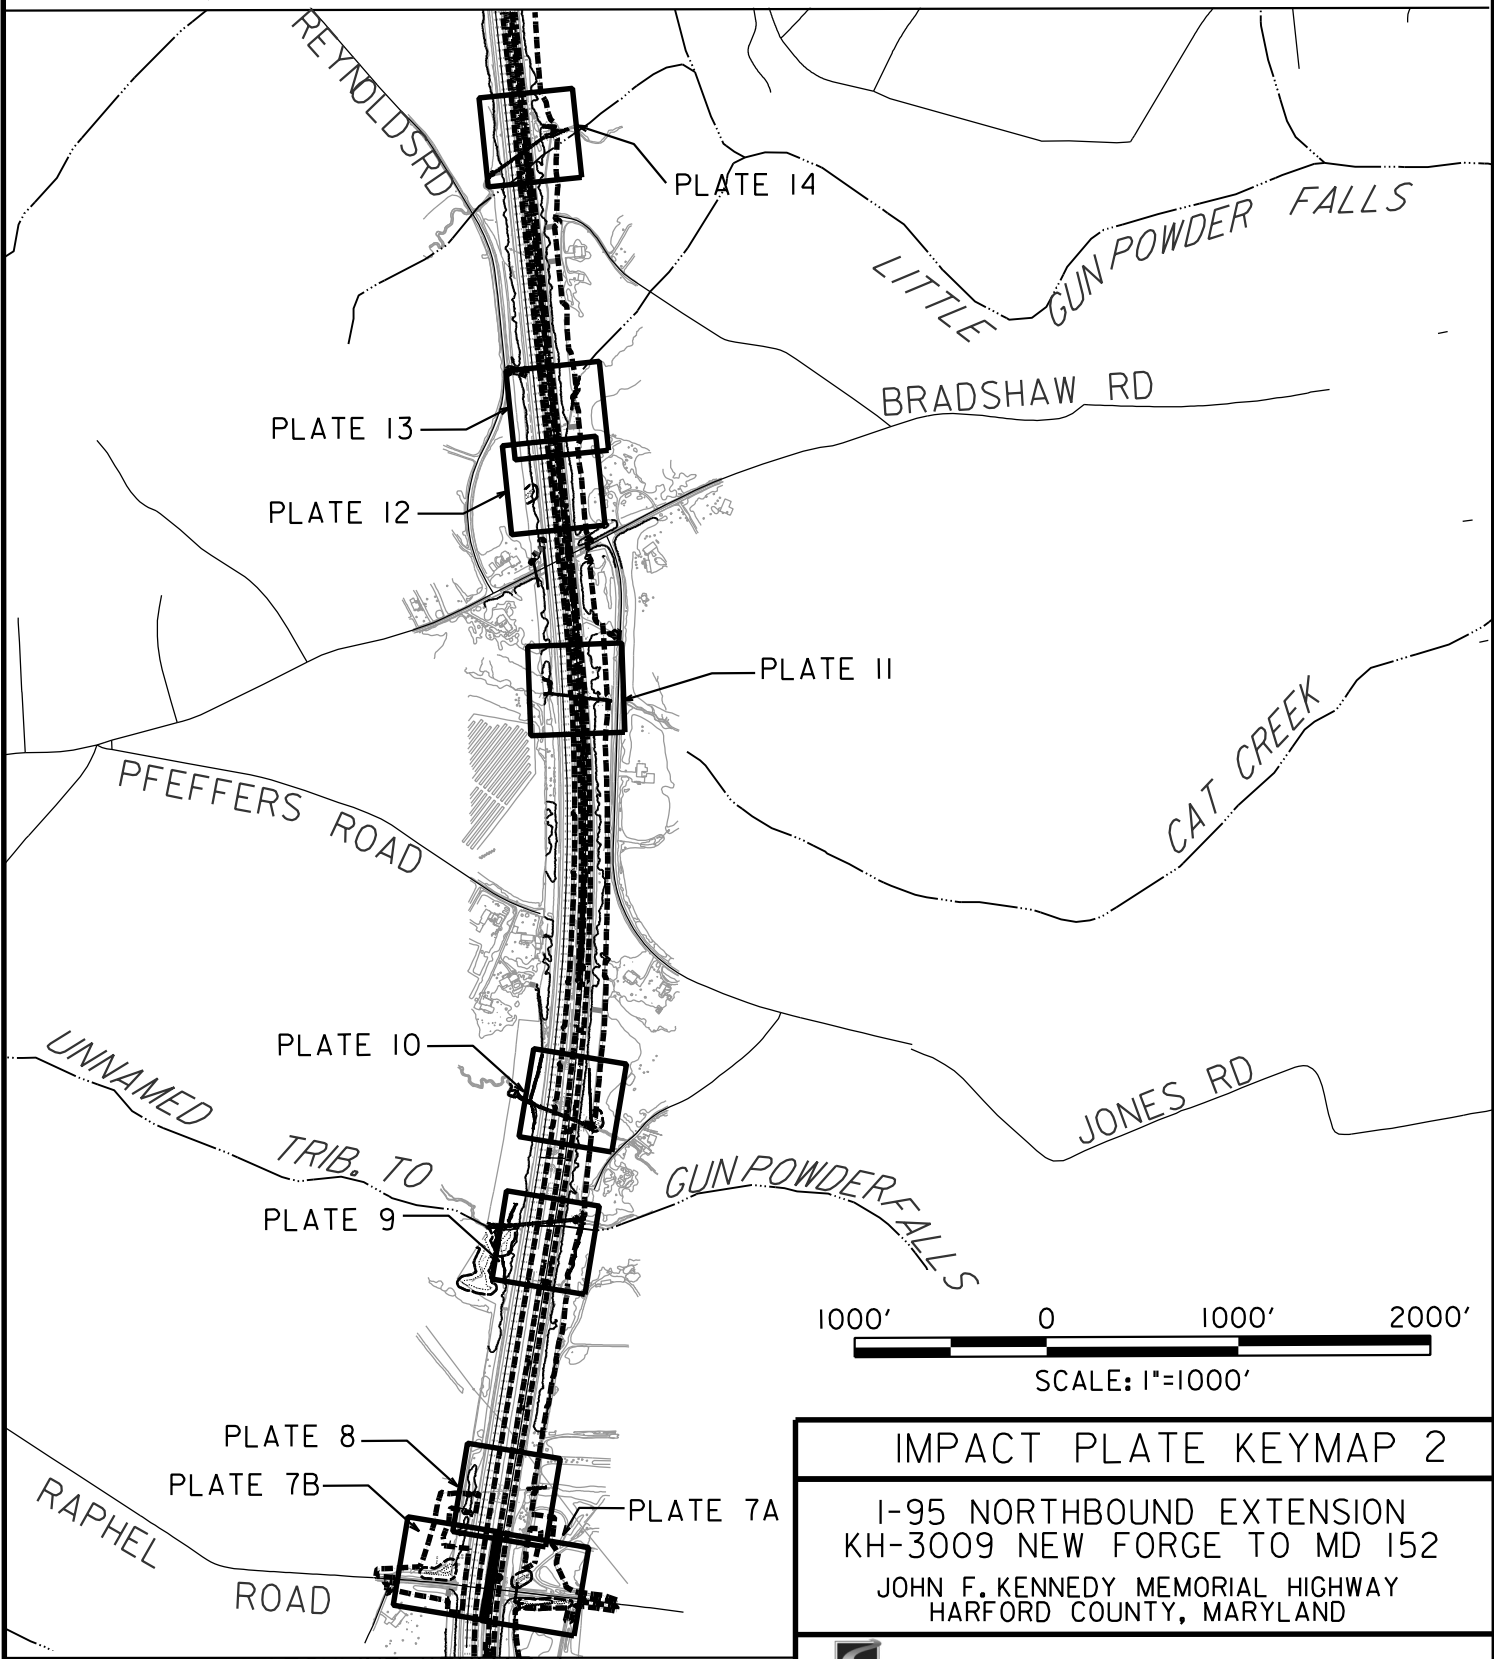 REYNOLDS RD
PLATE 14
LITTLE GUNPOWDER FALLS
BRADSHAW RD
PLATE 13
PLATE 12
PLATE 11
CAT CREEK
PFEFFERS ROAD
PLATE 10
UNNAMED TRIB. TO GUNPOWDER FALLS
JONES RD
PLATE 9
1000' 0 1000' 2000'
SCALE: 1"=1000'
PLATE 8
PLATE 7B
PLATE 7A
RAPHEL ROAD
IMPACT PLATE KEYMAP 2
I-95 NORTHBOUND EXTENSION
KH-3009 NEW FORGE TO MD 152
JOHN F. KENNEDY MEMORIAL HIGHWAY
HARFORD COUNTY, MARYLAND